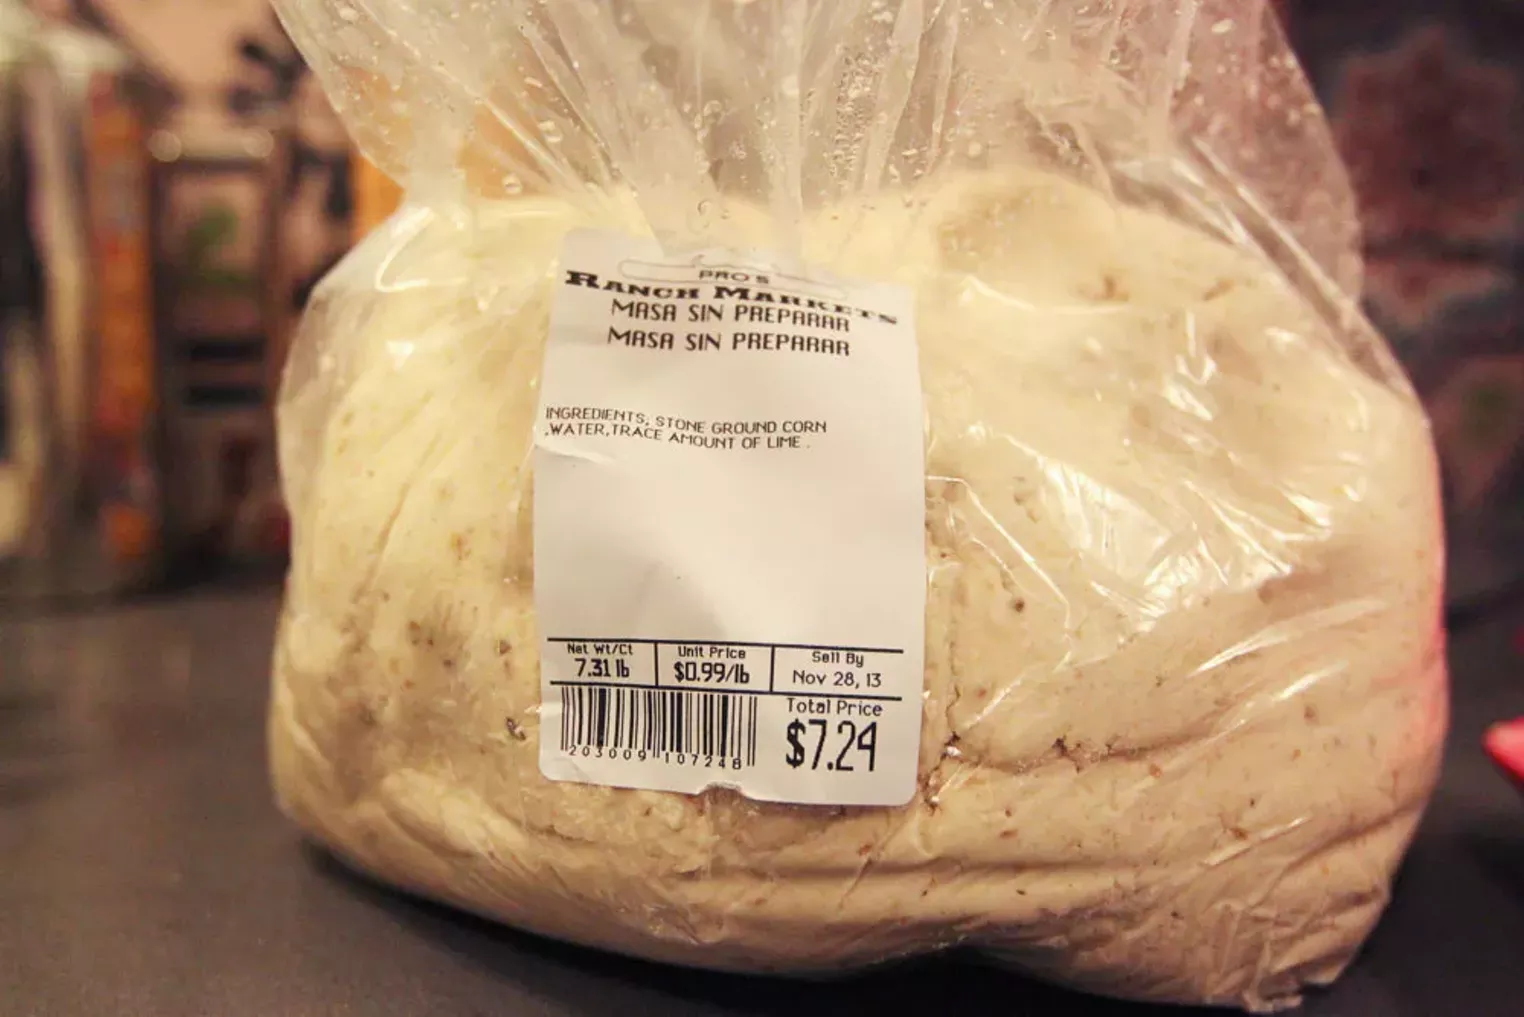 PRO'S
RANCH MARKETS
MASA SIN PREPARAR
MASA SIN PREPARAR
INGREDIENTS; STONE GROUND CORN
,WATER,TRACE AMOUNT OF LIME .
Net Wt/Ct
7.31 lb
Unit Price
$0.99/lb
Sell By
Nov 28, 13
Total Price
$7.24
203009 107248